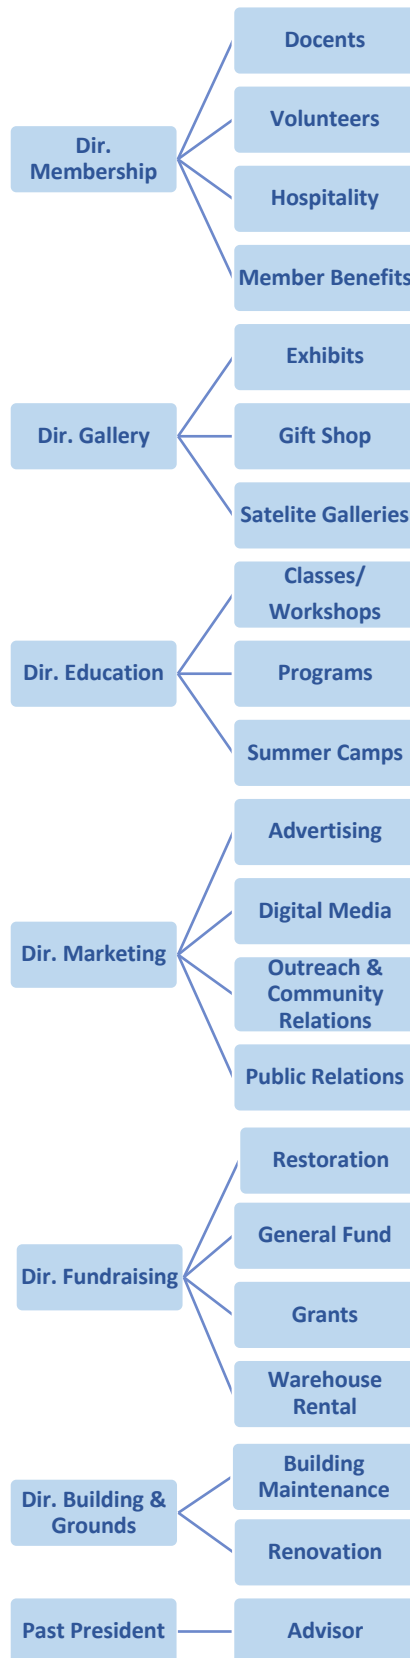 Dir.
Membership
Docents
Volunteers
Hospitality
Member Benefits
Dir. Gallery
Exhibits
Gift Shop
Satelite Galleries
Dir. Education
Classes/
Workshops
Programs
Summer Camps
Dir. Marketing
Advertising
Digital Media
Outreach &
Community
Relations
Public Relations
Dir. Fundraising
Restoration
General Fund
Grants
Warehouse
Rental
Dir. Building &
Grounds
Building
Maintenance
Renovation
Past President
Advisor